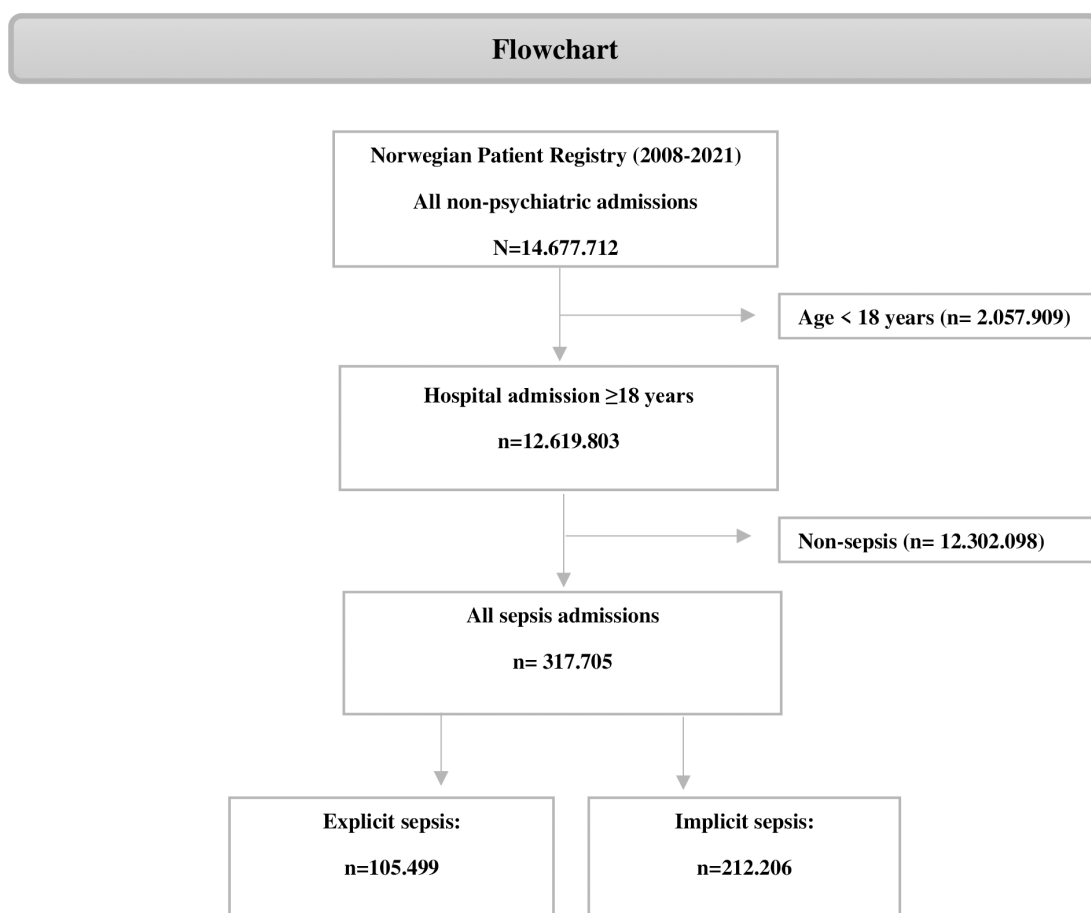 Flowchart
Norwegian Patient Registry (2008-2021)
All non-psychiatric admissions
N=14.677.712
Age < 18 years (n= 2.057.909)
Hospital admission ≥18 years
n=12.619.803
Non-sepsis (n= 12.302.098)
All sepsis admissions
n= 317.705
Explicit sepsis:
n=105.499
Implicit sepsis:
n=212.206